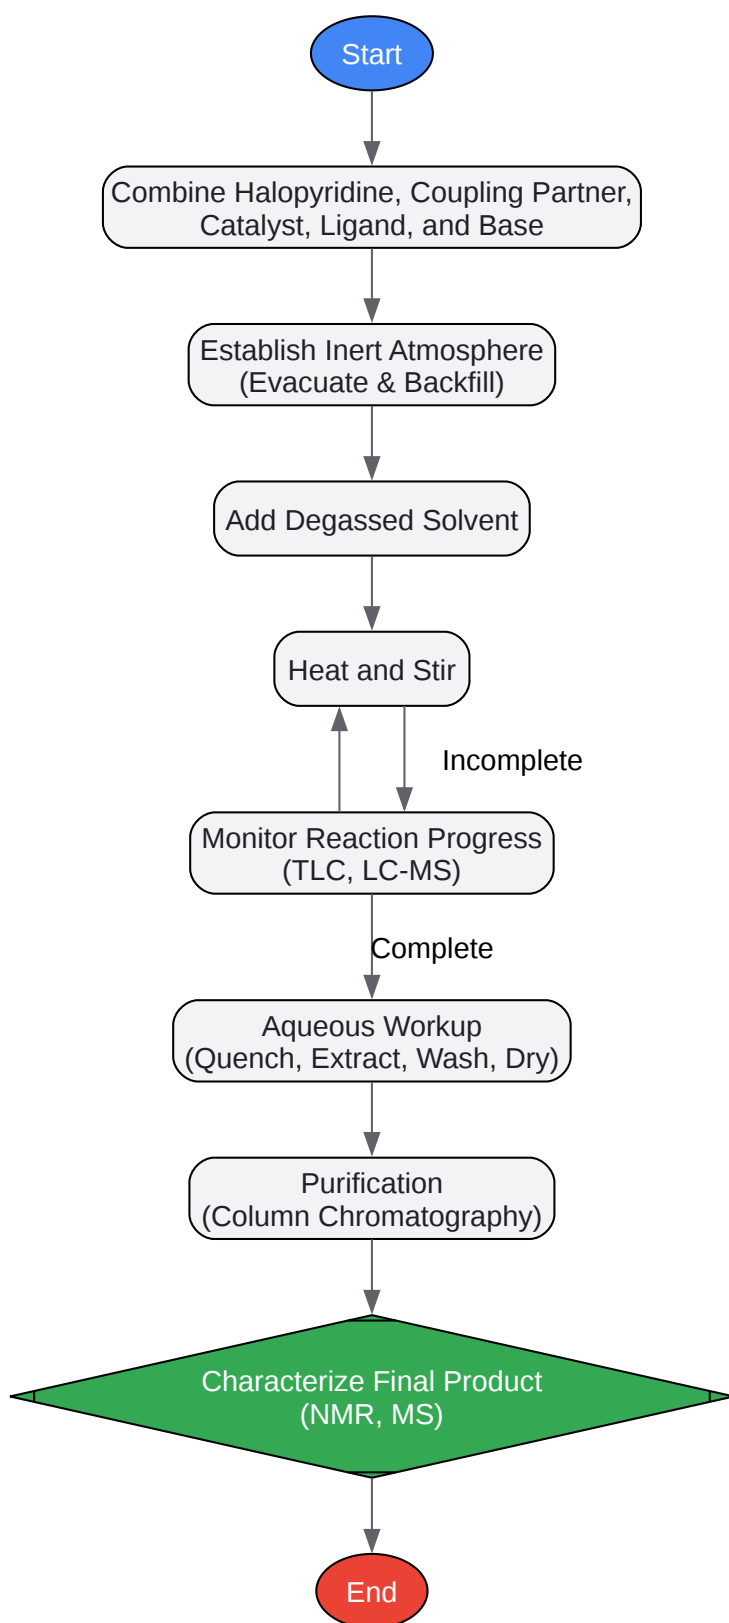 Start
Combine Halopyridine, Coupling Partner,
Catalyst, Ligand, and Base
Establish Inert Atmosphere
(Evacuate & Backfill)
Add Degassed Solvent
Heat and Stir
Incomplete
Monitor Reaction Progress
(TLC, LC-MS)
Complete
Aqueous Workup
(Quench, Extract, Wash, Dry)
Purification
(Column Chromatography)
Characterize Final Product
(NMR, MS)
End